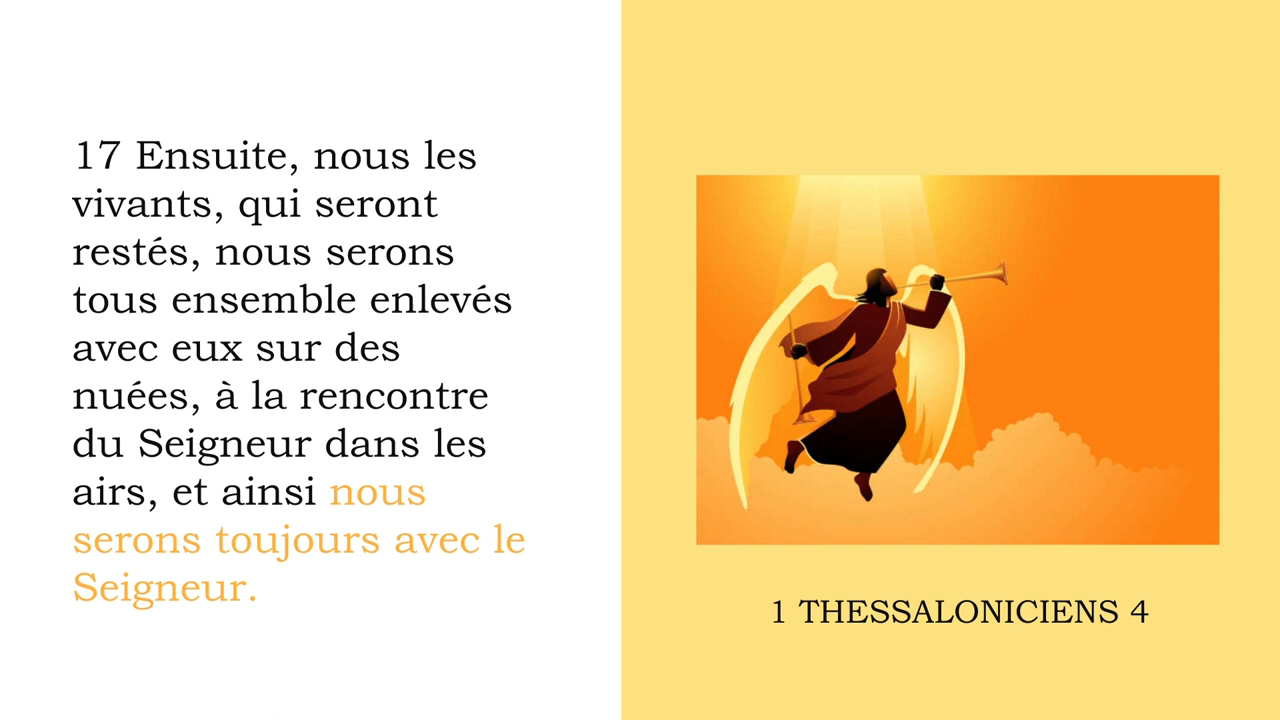 17 Ensuite, nous les
vivants, qui seront
restés, nous serons
tous ensemble enlevés
avec eux sur des
nuées, à la rencontre
du Seigneur dans les
airs, et ainsi nous
serons toujours avec le
Seigneur.
1 THESSALONICIENS 4